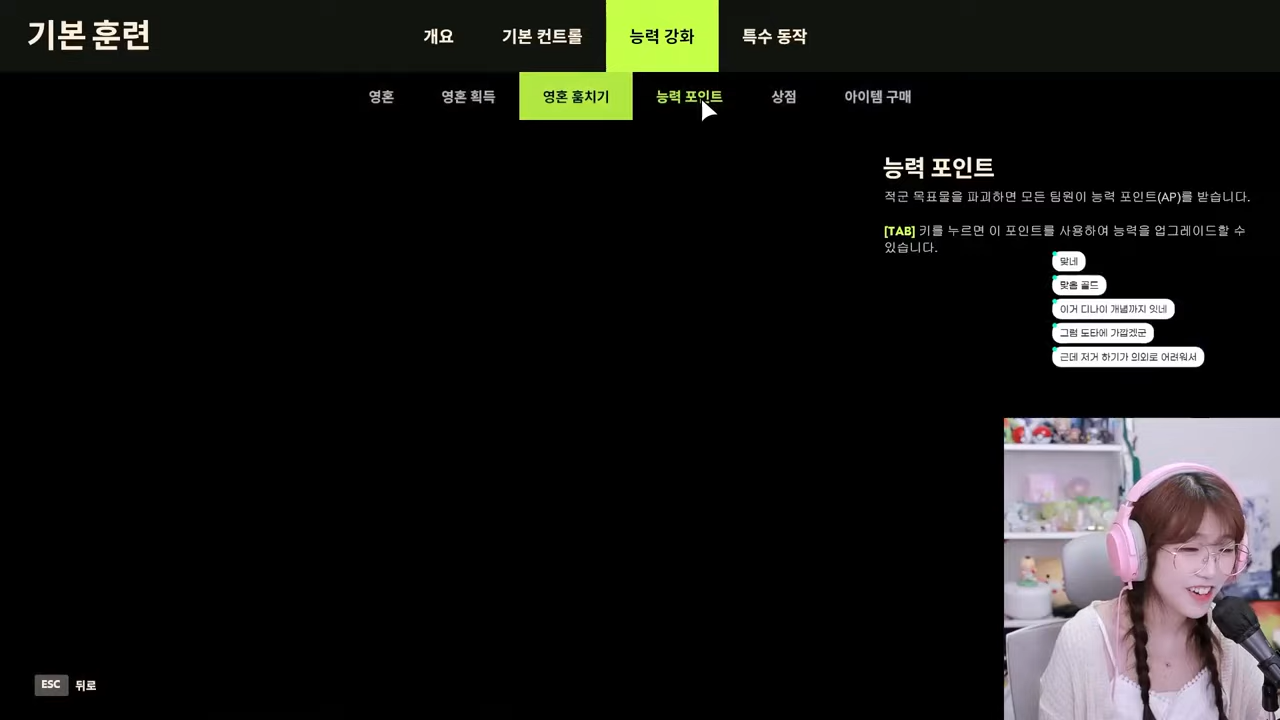 기본 훈련
개요
기본 컨트롤
능력 강화
특수 동작
영혼
영혼 획득
영혼 훔치기
능력 포인트
상점
아이템 구매
능력 포인트
적군 목표물을 파괴하면 모든 팀원이 능력 포인트(AP)를 받습니다.
[TAB] 키를 누르면 이 포인트를 사용하여 능력을 업그레이드할 수
있습니다.
맞네
맞춤 골드
이거 디나이 개념까지 잇네
그럼 도타에 가깝겠군
근데 저거 하기가 의외로 어려워서
ESC 뒤로